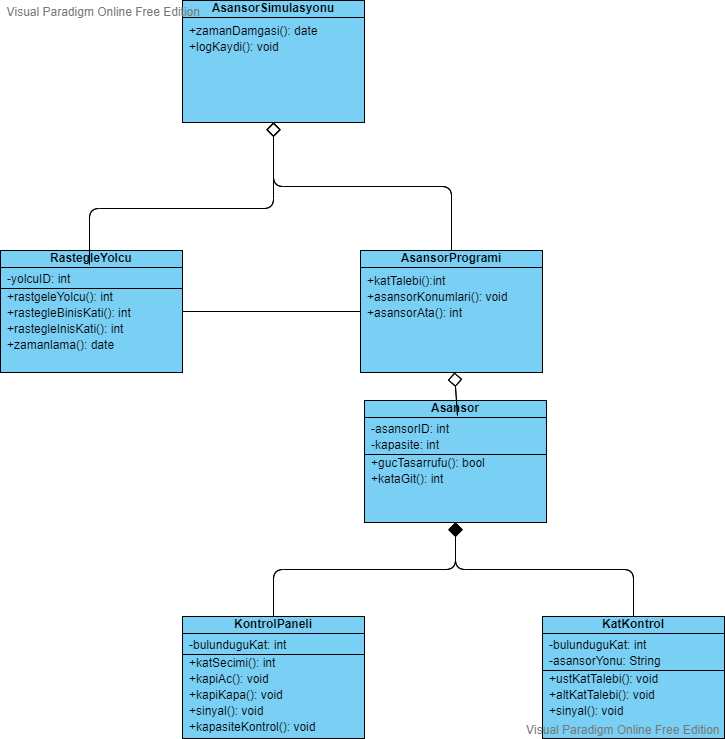 Visual Paradigm Online Free Edition
AsansorSimulasyonu
+zamanDamgasi(): date
+logKaydi(): void
RastegleYolcu
-yolcuID: int
+rastgeleYolcu(): int
+rastegleBinisKati(): int
+rastegleInisKati(): int
+zamanlama(): date
AsansorProgrami
+katTalebi():int
+asansorKonumlari(): void
+asansorAta(): int
Asansor
-asansorID: int
-kapasite: int
+gucTasarrufu(): bool
+kataGit(): int
KontrolPaneli
-bulunduguKat: int
+katSecimi(): int
+kapiAc(): void
+kapiKapa(): void
+sinyal(): void
+kapasiteKontrol(): void
KatKontrol
-bulunduguKat: int
-asansorYonu: String
+ustKatTalebi(): void
+altKatTalebi(): void
+sinyal(): void
Visual Paradigm Online Free Edition